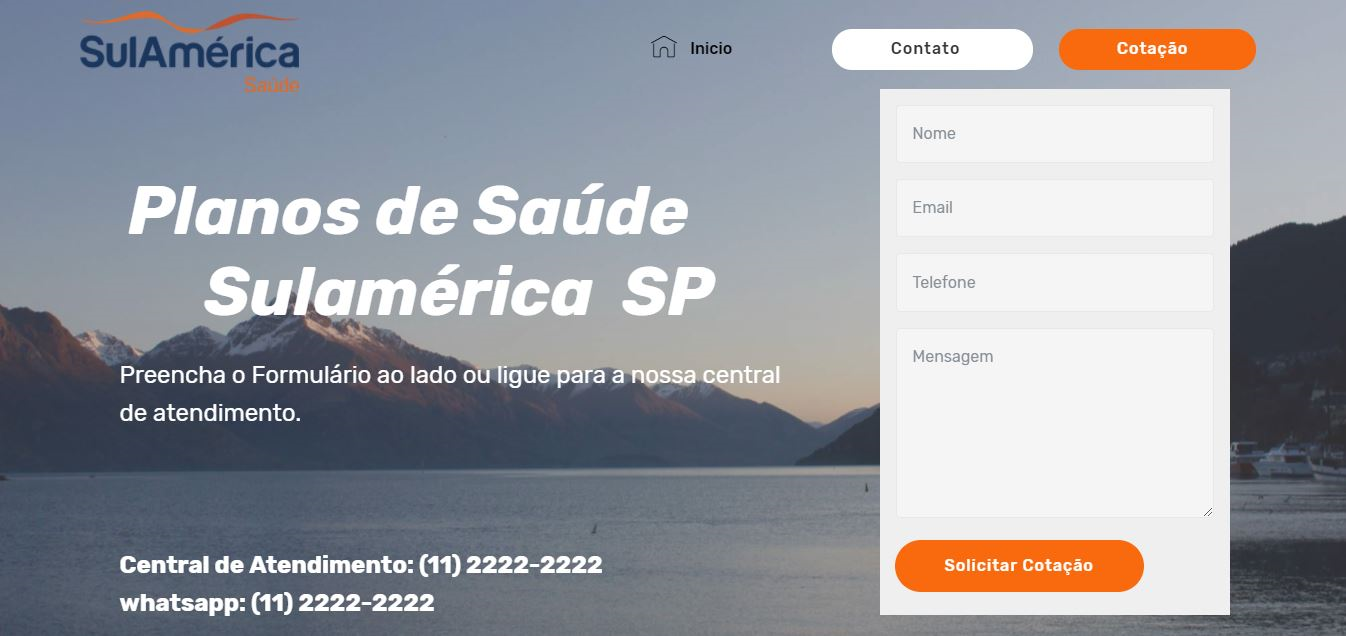 SulAmérica
Saúde
Inicio
Contato
Cotação
Planos de Saúde
Sulamérica SP
Preencha o Formulário ao lado ou ligue para a nossa central
de atendimento.
Central de Atendimento: (11) 2222-2222
whatsapp: (11) 2222-2222
Nome
Email
Telefone
Mensagem
Solicitar Cotação